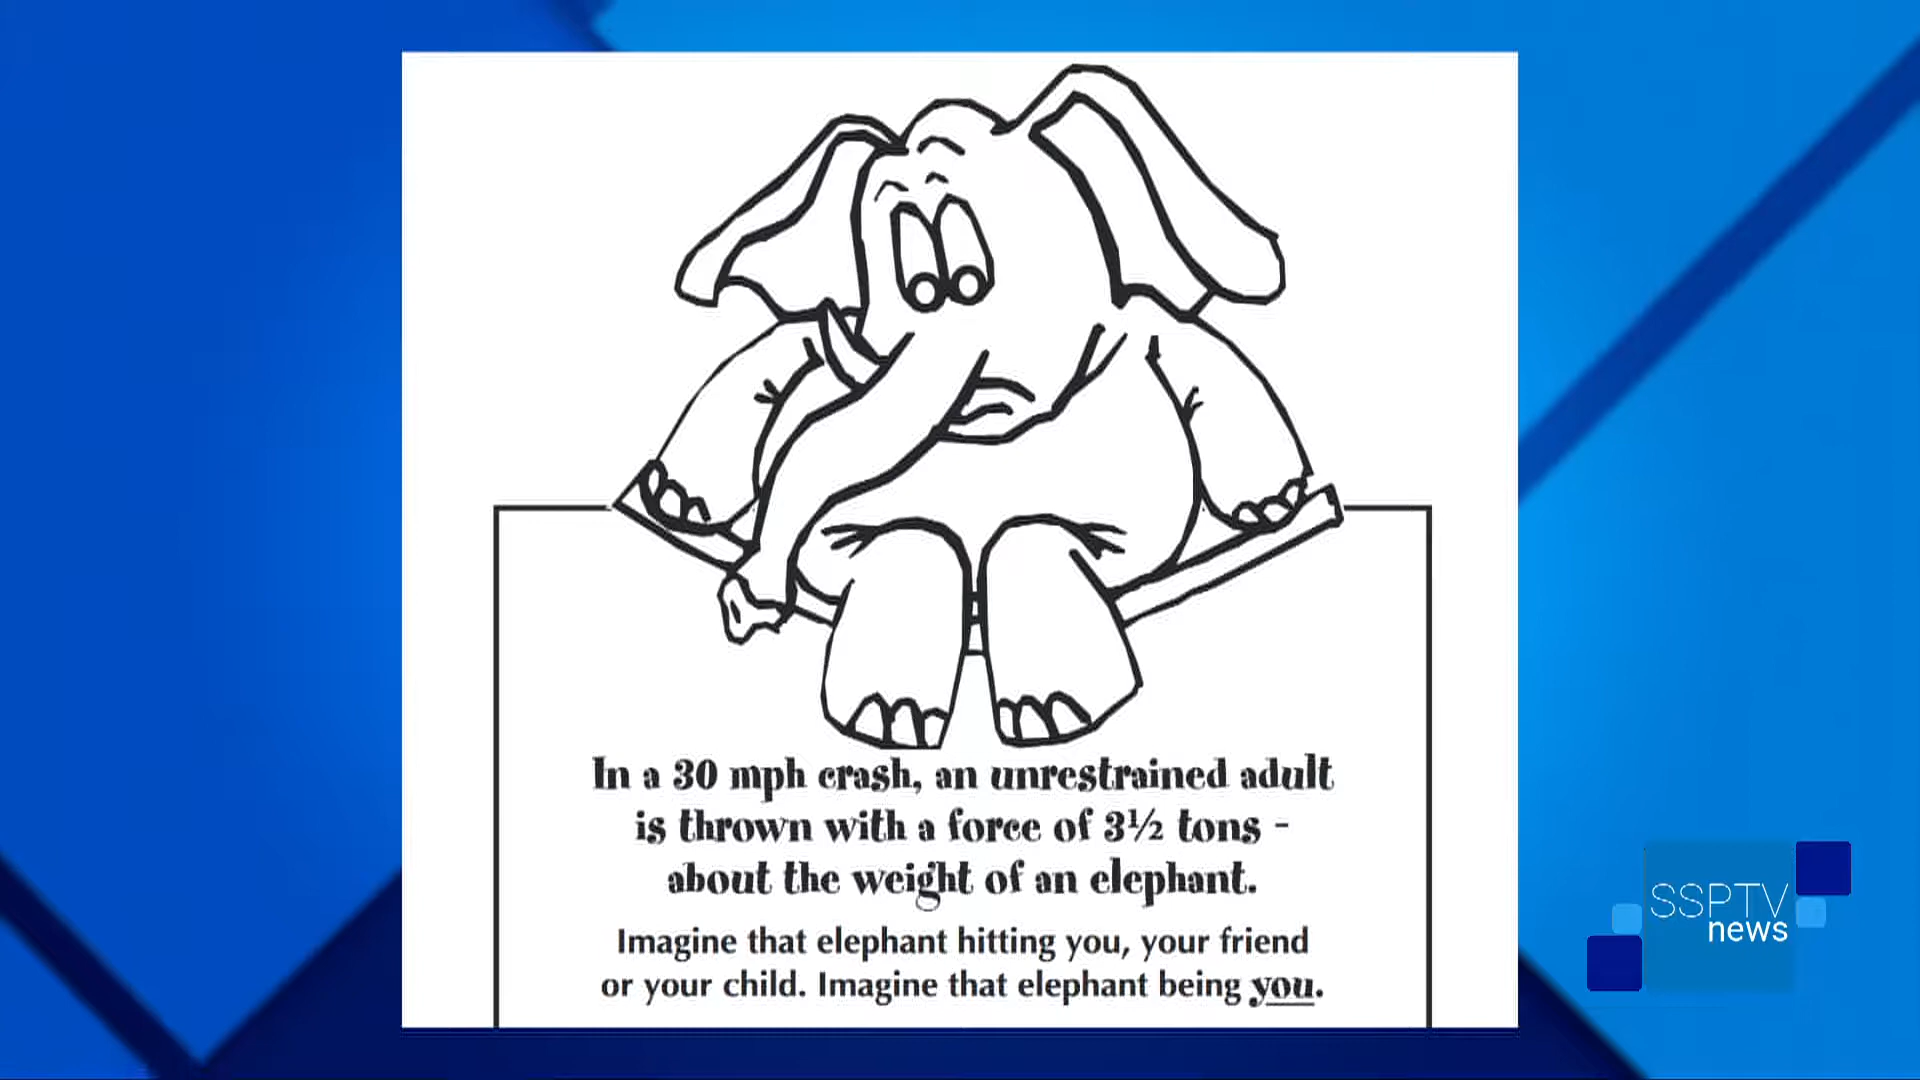 In a 30 mph crash, an unrestrained adult
is thrown with a force of 3½ tons -
about the weight of an elephant.
Imagine that elephant hitting you, your friend
or your child. Imagine that elephant being you.
SSPTV
news